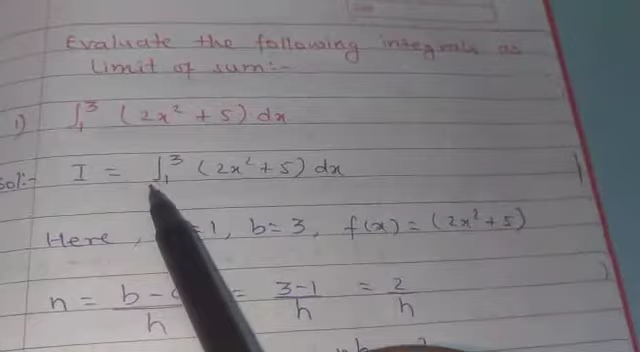 Evaluate the following integrals as
limit of sum:-
1) ∫₁³ (2x² + 5) dx
Sol:- I = ∫₁³ (2x² + 5) dx
Here, =1, b=3, f(x) = (2x² + 5)
n = b - / h = 3-1 / h = 2 / h